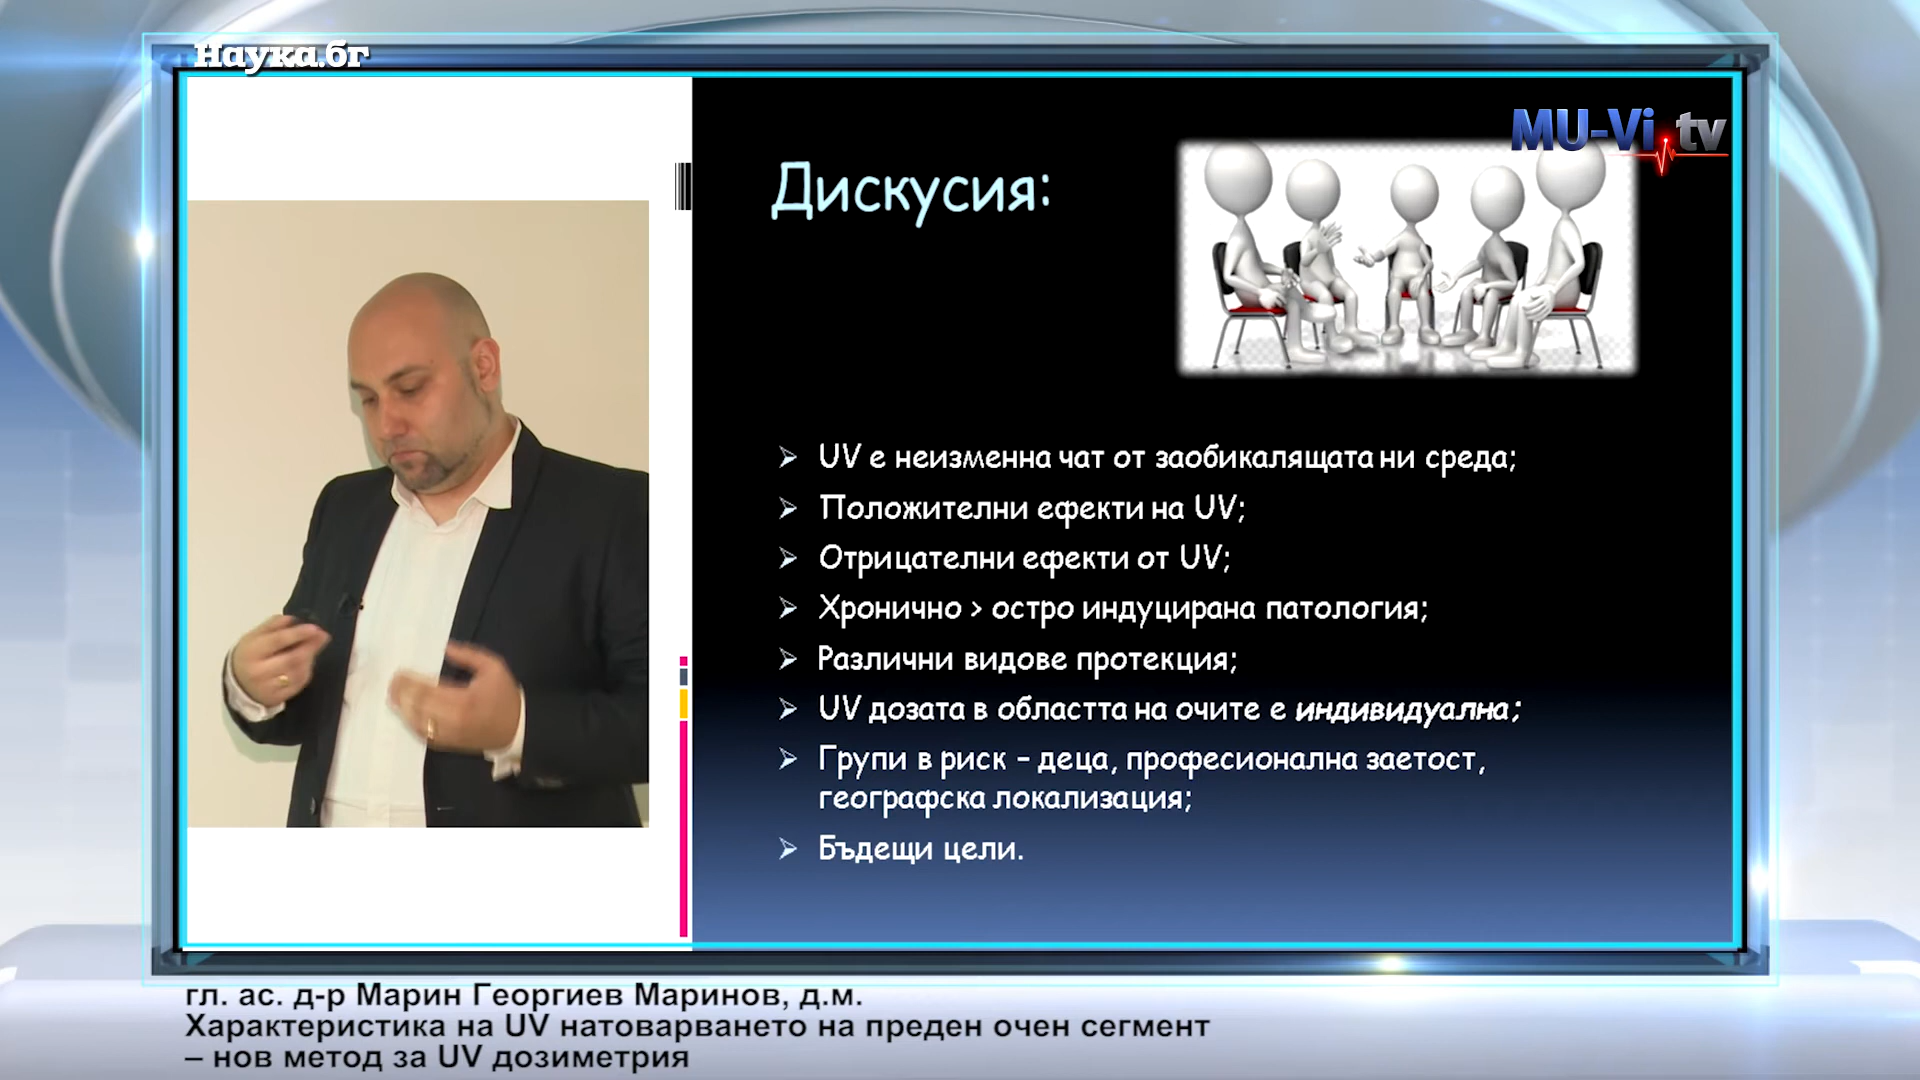 Наука.бг
MU-Vi.tv
Дискусия:
UV е неизменна чат от заобикалящата ни среда;
Положителни ефекти на UV;
Отрицателни ефекти от UV;
Хронично > остро индуцирана патология;
Различни видове протекция;
UV дозата в областта на очите е индивидуална;
Групи в риск – деца, професионална заетост,
географска локализация;
Бъдещи цели.
гл. ас. д-р Марин Георгиев Маринов, д.м.
Характеристика на UV натоварването на преден очен сегмент
– нов метод за UV дозиметрия